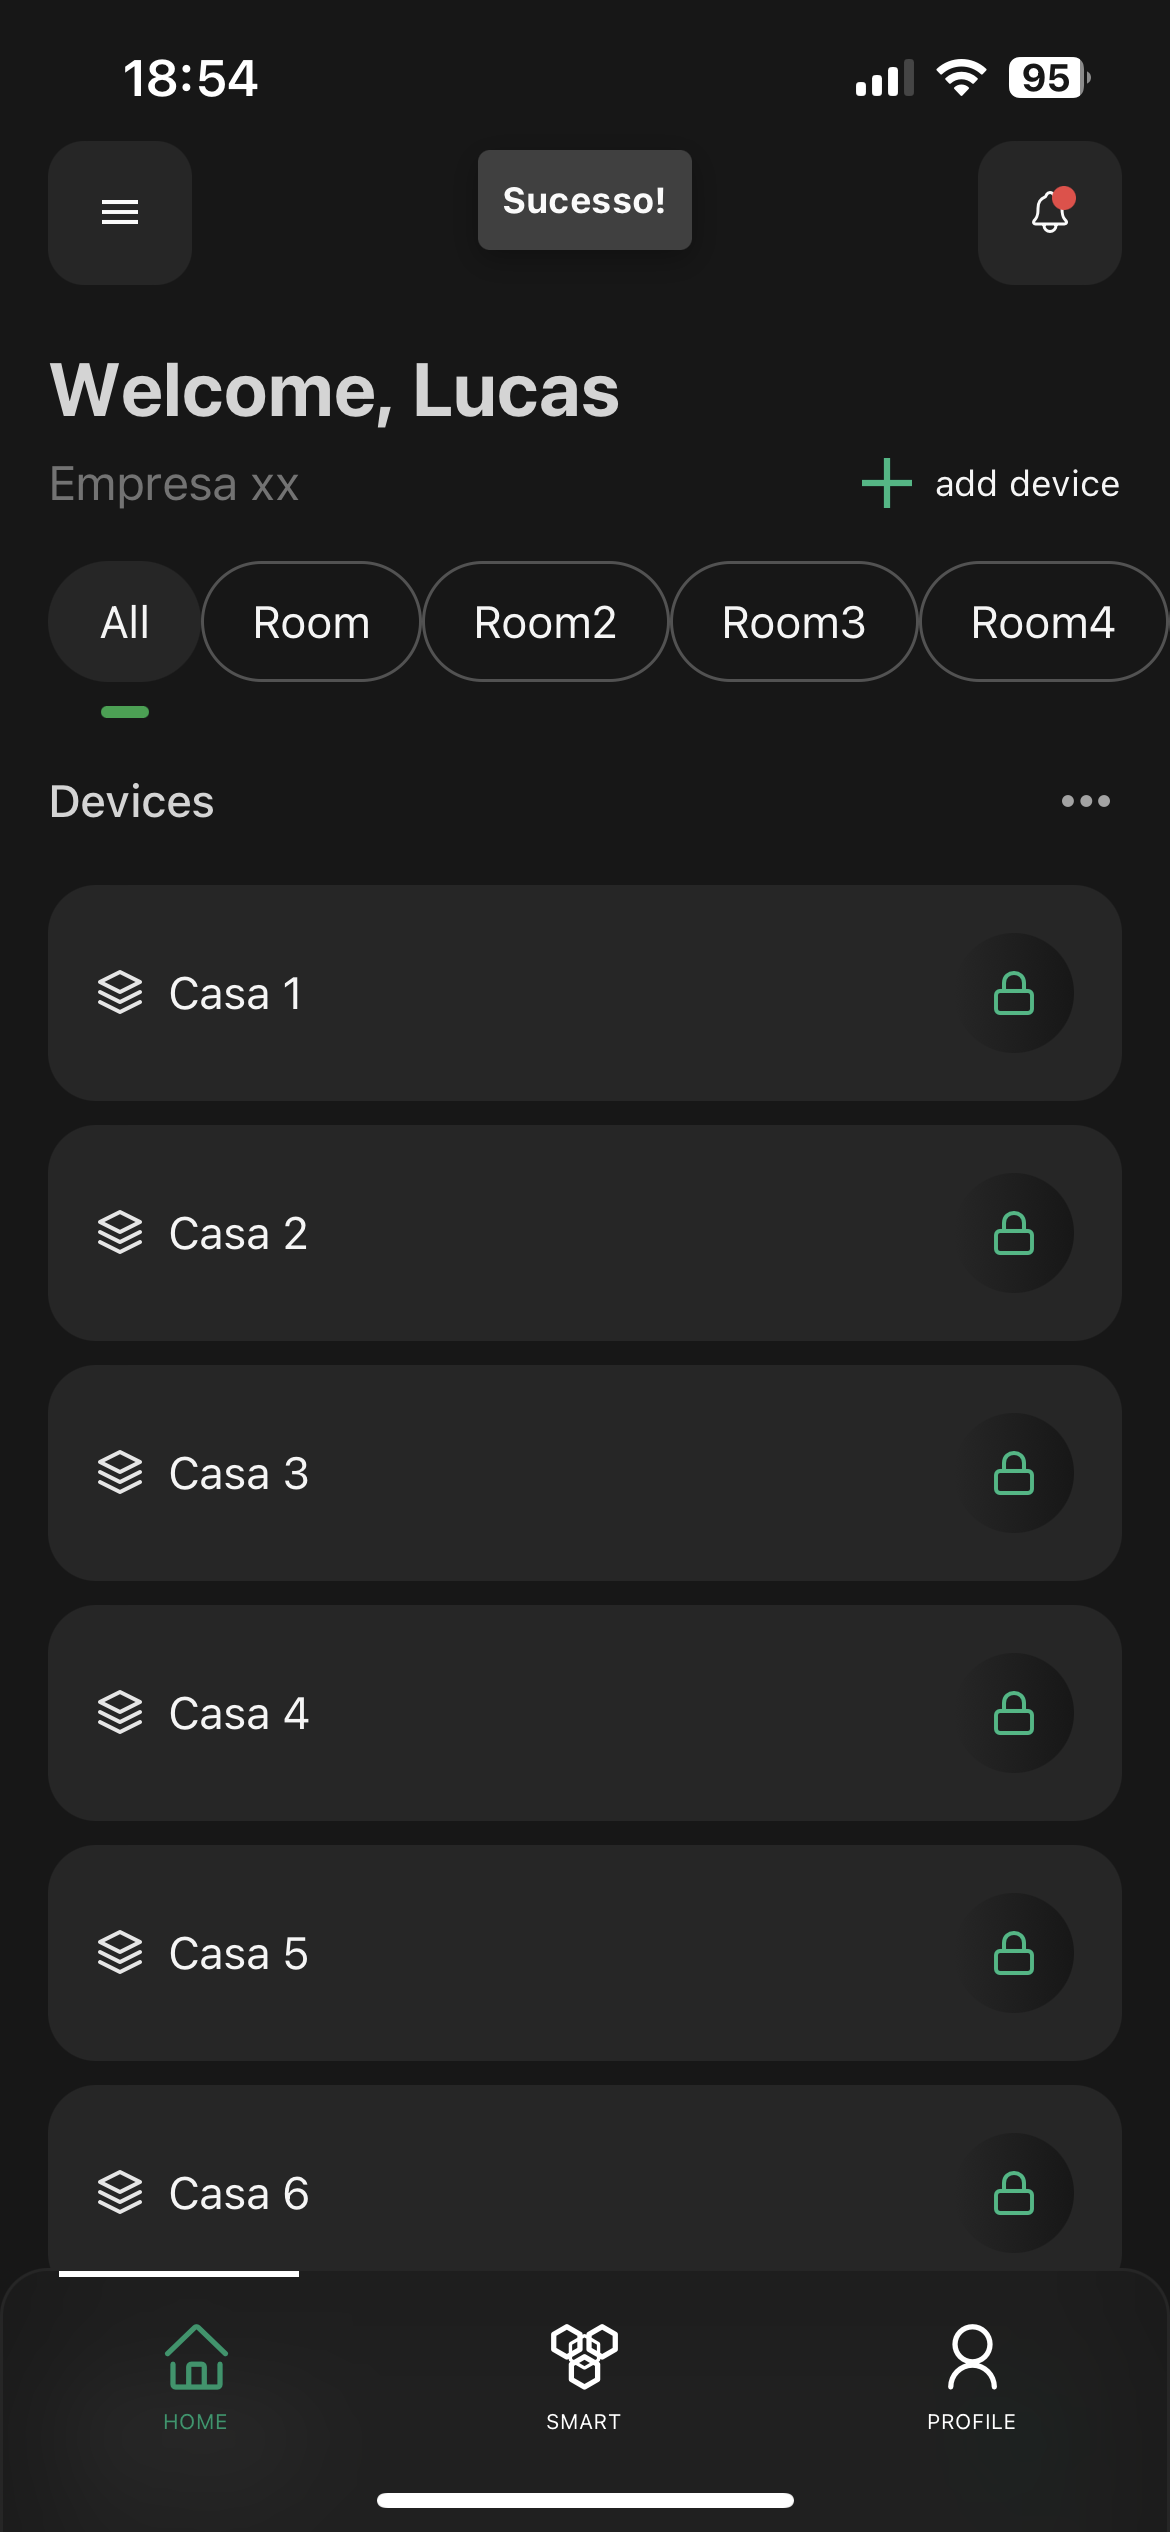 18:54
95
Sucesso!
Welcome, Lucas
Empresa xx
add device
All
Room
Room2
Room3
Room4
Devices
Casa 1
Casa 2
Casa 3
Casa 4
Casa 5
Casa 6
HOME
SMART
PROFILE